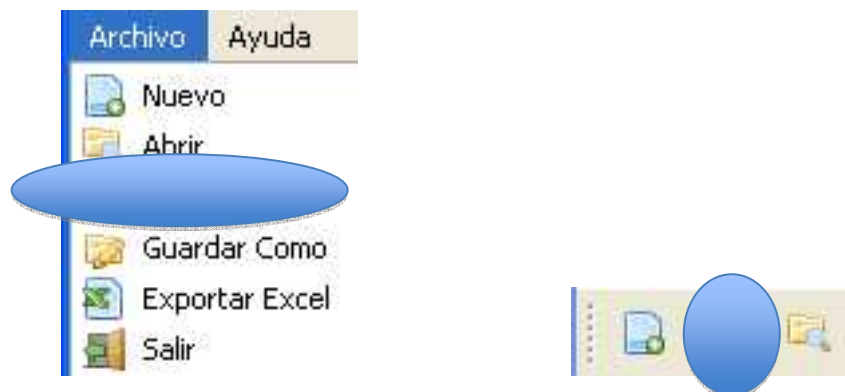 Archivo Ayuda
Nuevo
Abrir
Guardar Como
Exportar Excel
Salir